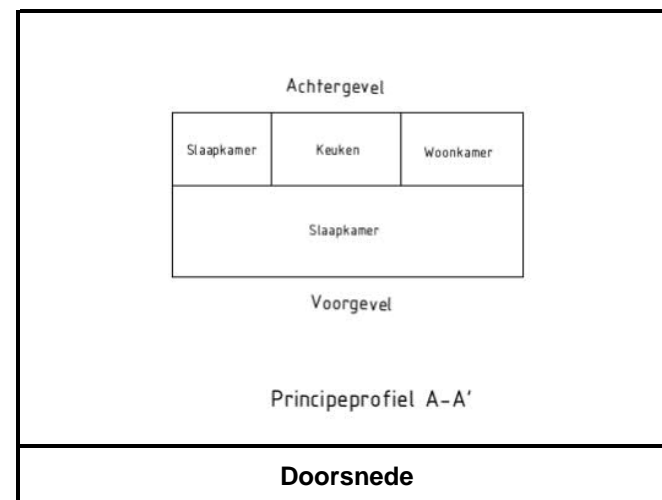 Achtergevel
Slaapkamer Keuken Woonkamer
Slaapkamer
Voorgevel
Principeprofiel A-A'
Doorsnede